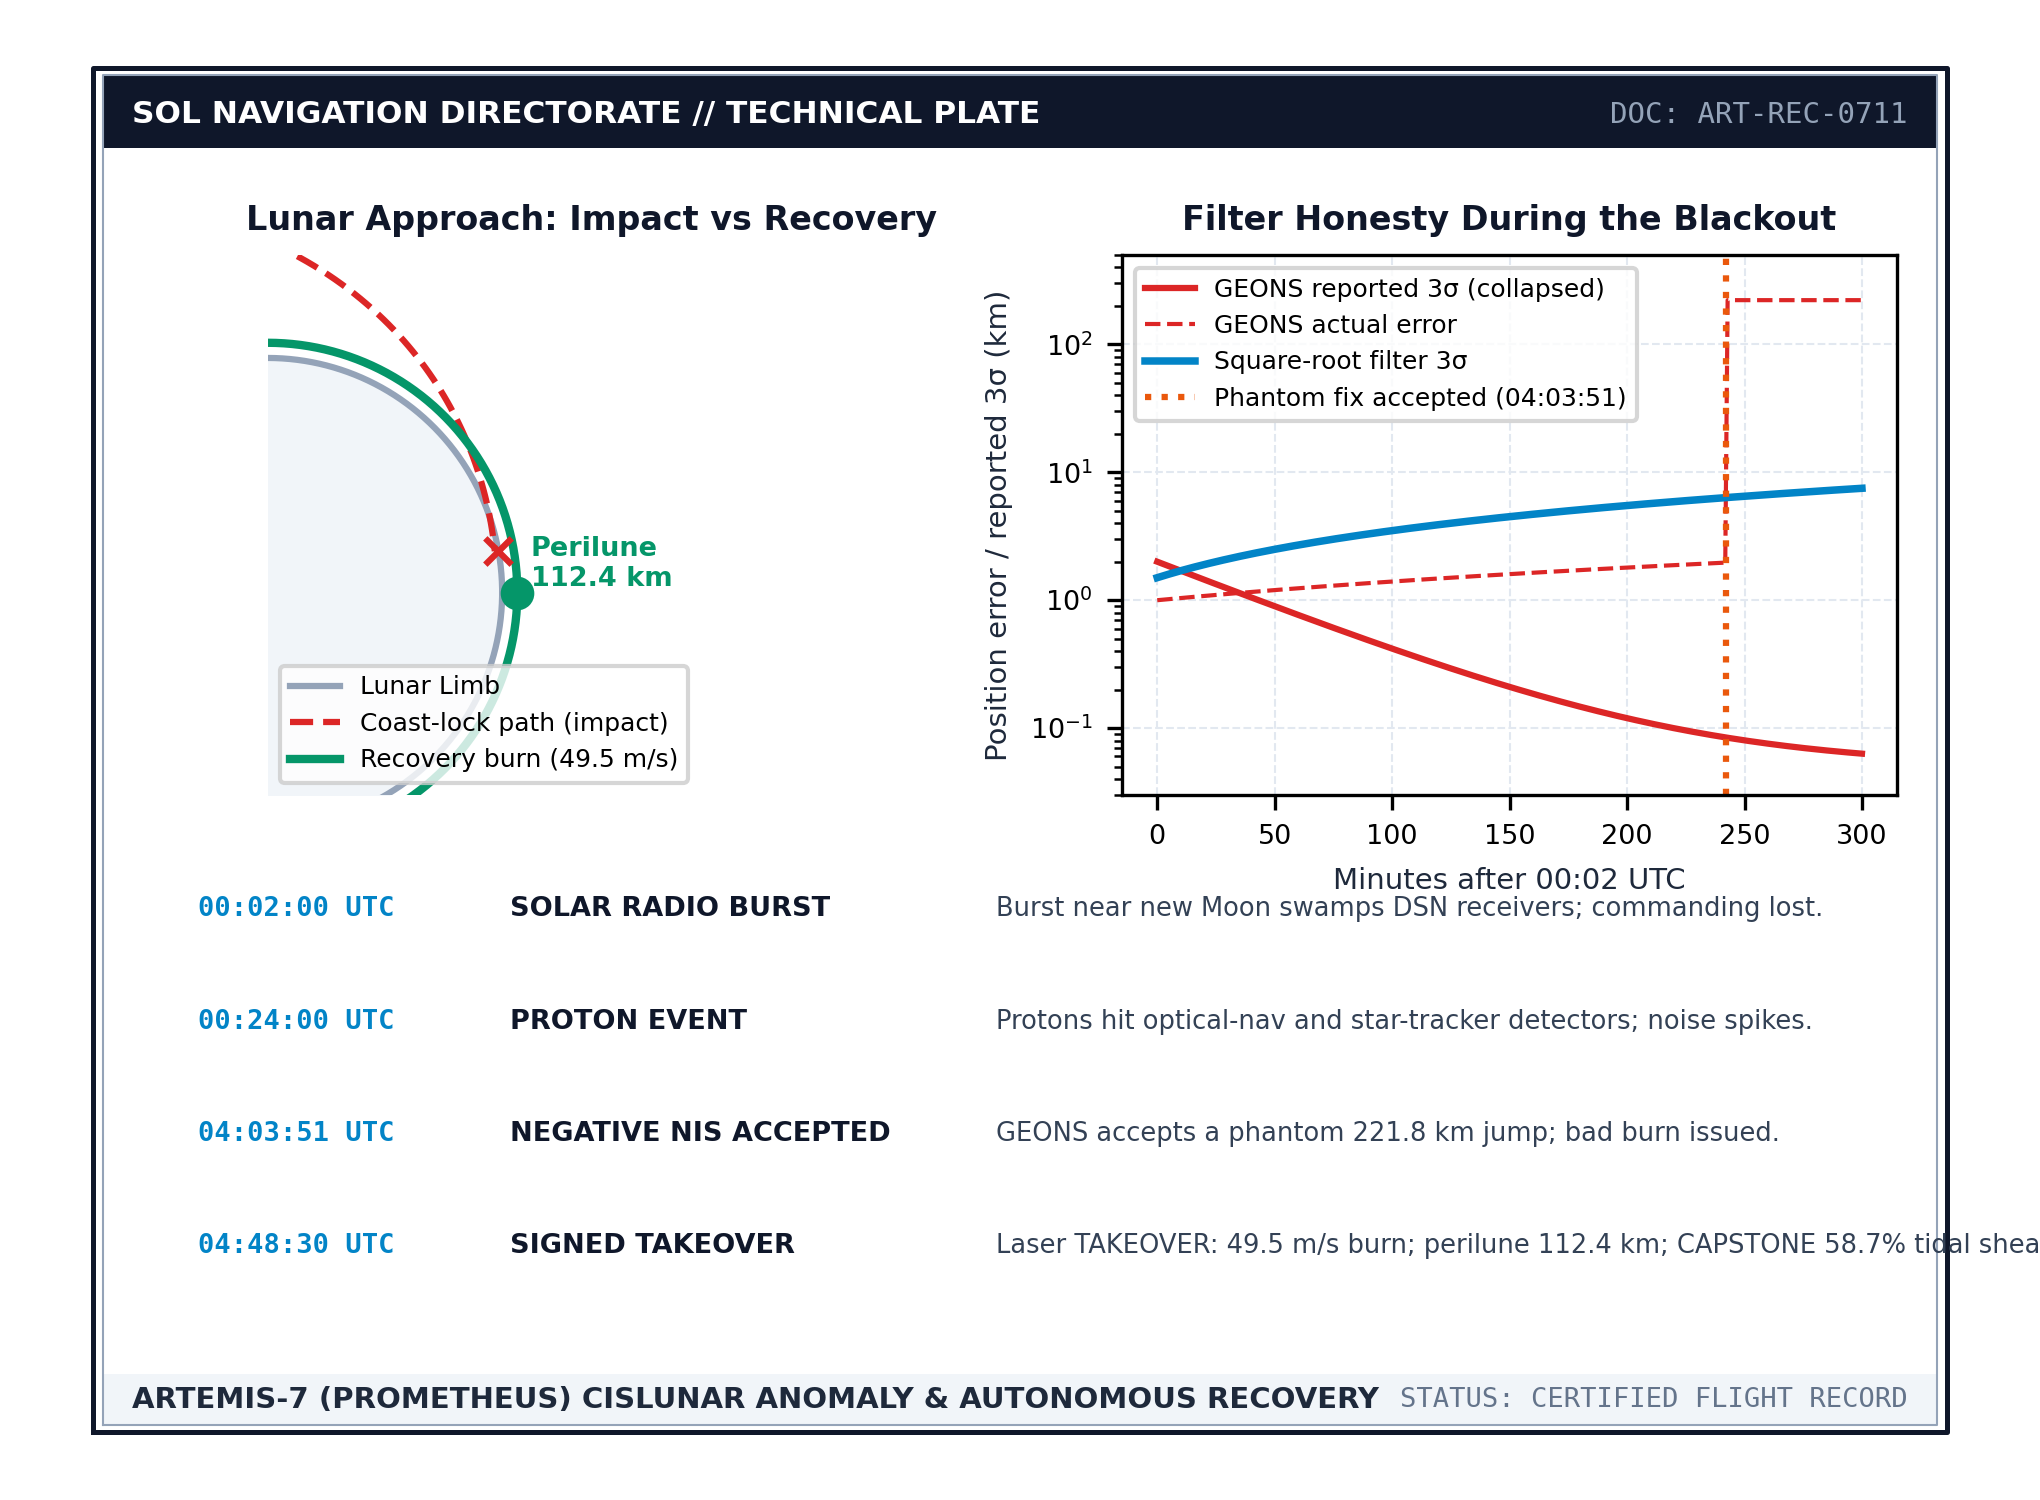 SOL NAVIGATION DIRECTORATE // TECHNICAL PLATE
DOC: ART-REC-0711
Lunar Approach: Impact vs Recovery
Perilune
112.4 km
Lunar Limb
Coast-lock path (impact)
Recovery burn (49.5 m/s)
Filter Honesty During the Blackout
Position error / reported 3σ (km)
GEONS reported 3σ (collapsed)
GEONS actual error
Square-root filter 3σ
Phantom fix accepted (04:03:51)
10²
10¹
10⁰
10⁻¹
0 50 100 150 200 250 300
Minutes after 00:02 UTC
00:02:00 UTC SOLAR RADIO BURST Burst near new Moon swamps DSN receivers; commanding lost.
00:24:00 UTC PROTON EVENT Protons hit optical-nav and star-tracker detectors; noise spikes.
04:03:51 UTC NEGATIVE NIS ACCEPTED GEONS accepts a phantom 221.8 km jump; bad burn issued.
04:48:30 UTC SIGNED TAKEOVER Laser TAKEOVER: 49.5 m/s burn; perilune 112.4 km; CAPSTONE 58.7% tidal shea
ARTEMIS-7 (PROMETHEUS) CISLUNAR ANOMALY & AUTONOMOUS RECOVERY
STATUS: CERTIFIED FLIGHT RECORD